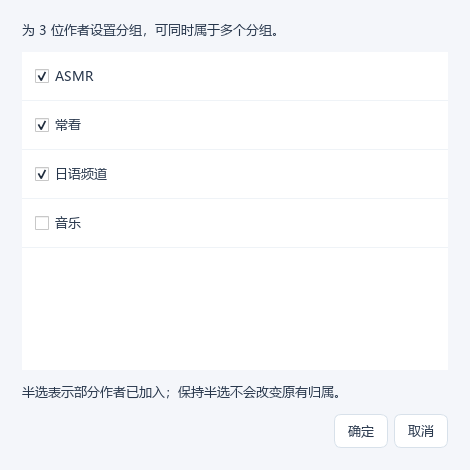 为 3 位作者设置分组，可同时属于多个分组。
ASMR
常看
日语频道
音乐
半选表示部分作者已加入；保持半选不会改变原有归属。
确定 取消